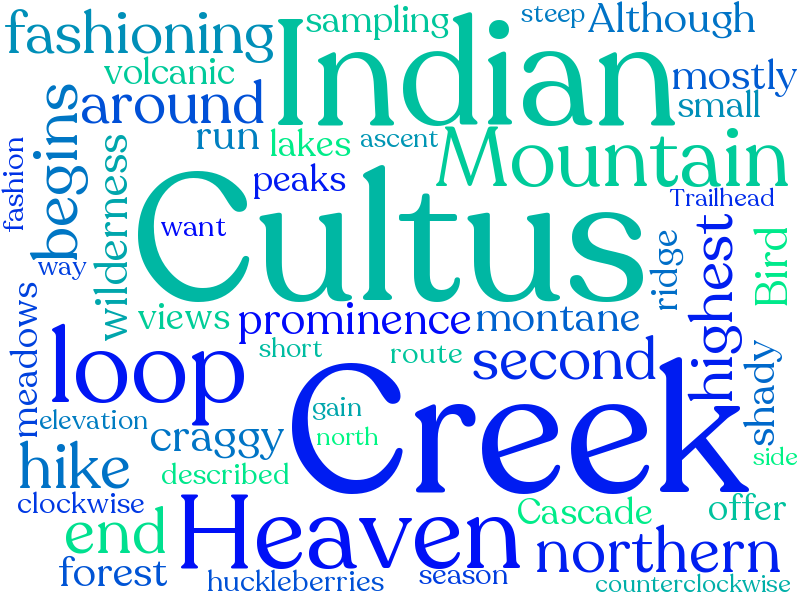 steep
Although
sampling
fashioning
Indian
volcanic
mostly
around
small
run
lakes
ascent
Mountain
begins
fashion
wilderness
peaks
Trailhead
Cultus
want
way
ridge
highest
Bird
meadows
views
prominence
montane
short
route
second
loop
shady
Creek
gain
north
elevation
craggy
hike
described
side
clockwise
Heaven
Cascade
offer
end
northern
forest
huckleberries
season
counterclockwise